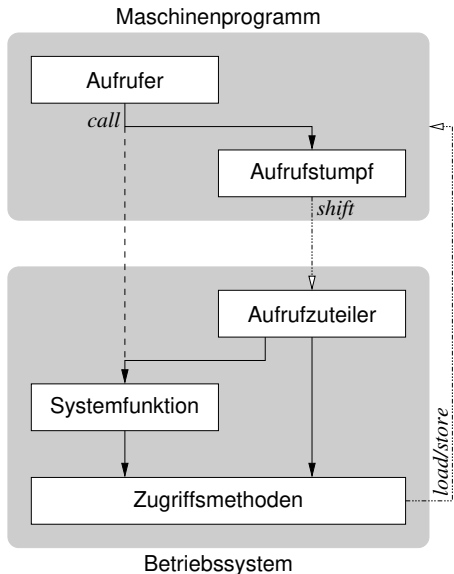 Maschinenprogramm
Aufrufer
call
Aufrufstumpf
shift
Aufrufzuteiler
Systemfunktion
load/store
Zugriffsmethoden
Betriebssystem